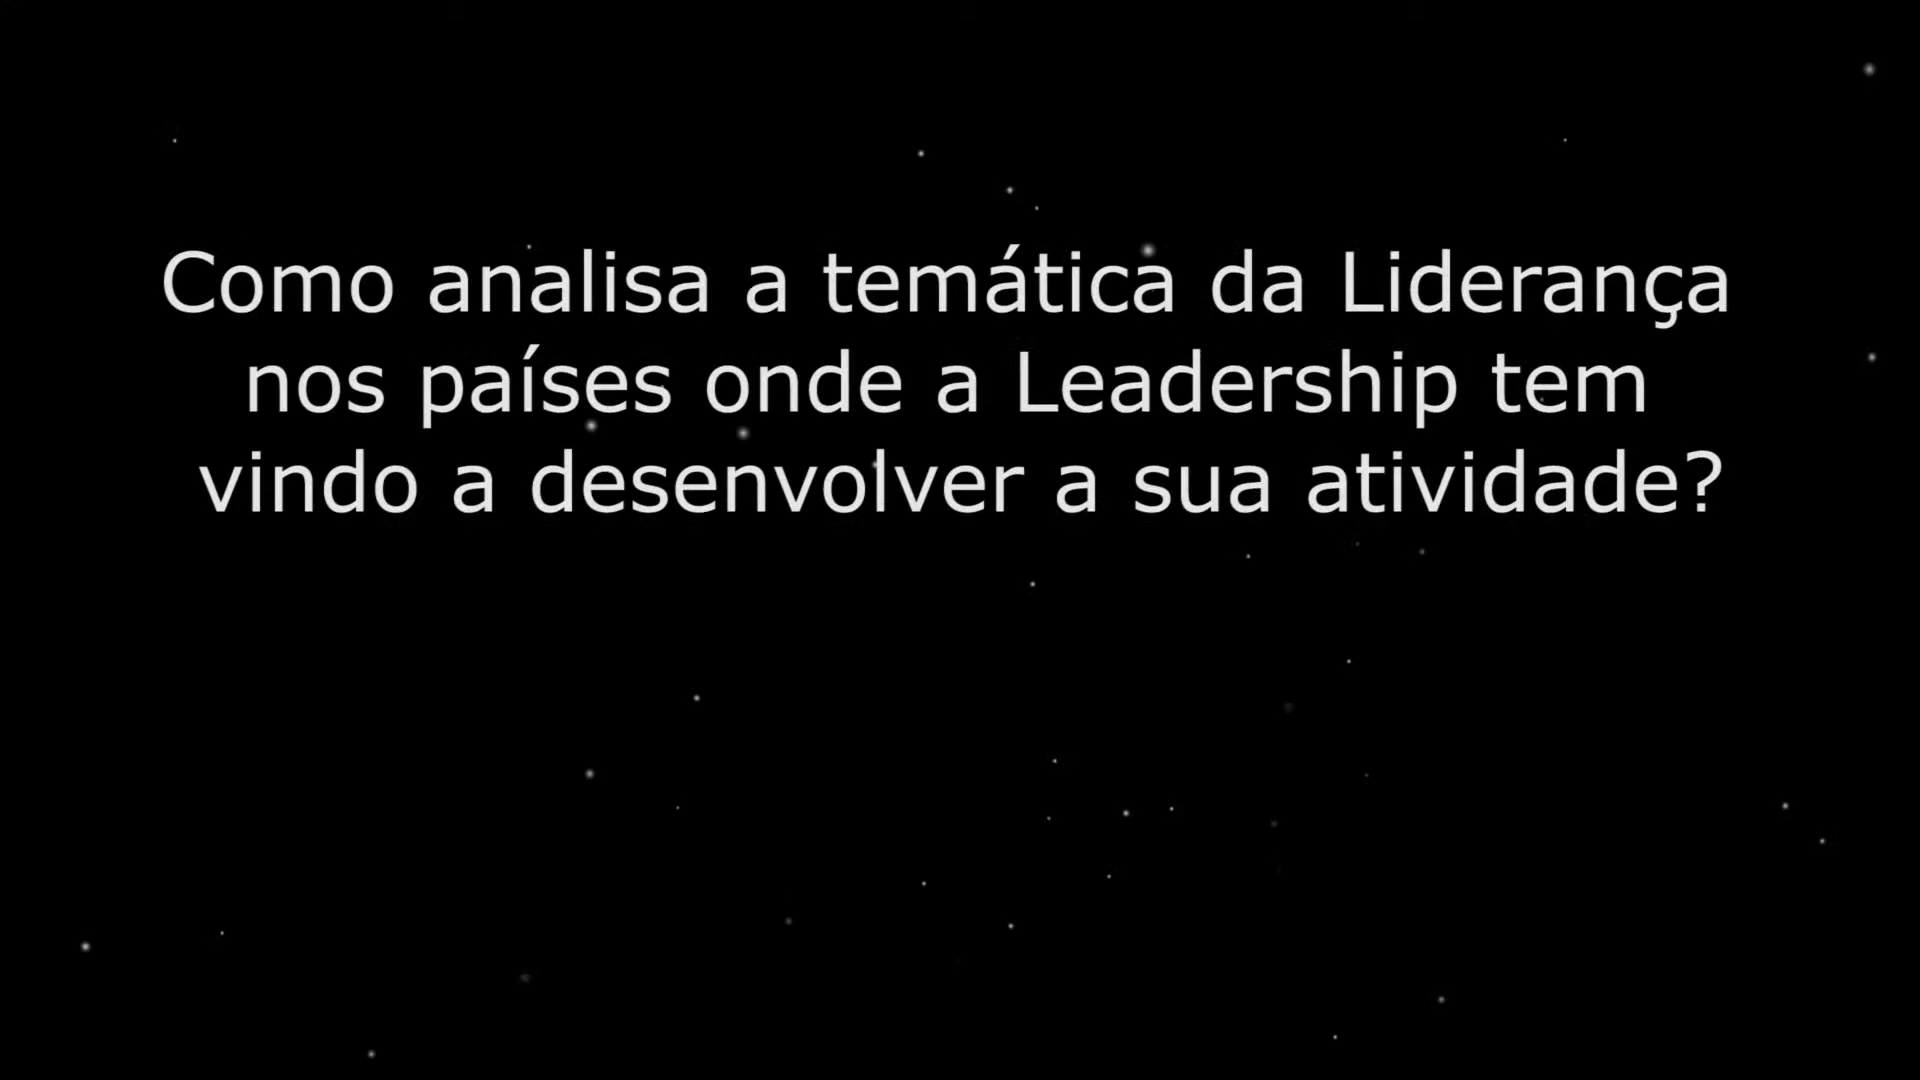 Como analisa a temática da Liderança
nos países onde a Leadership tem
vindo a desenvolver a sua atividade?